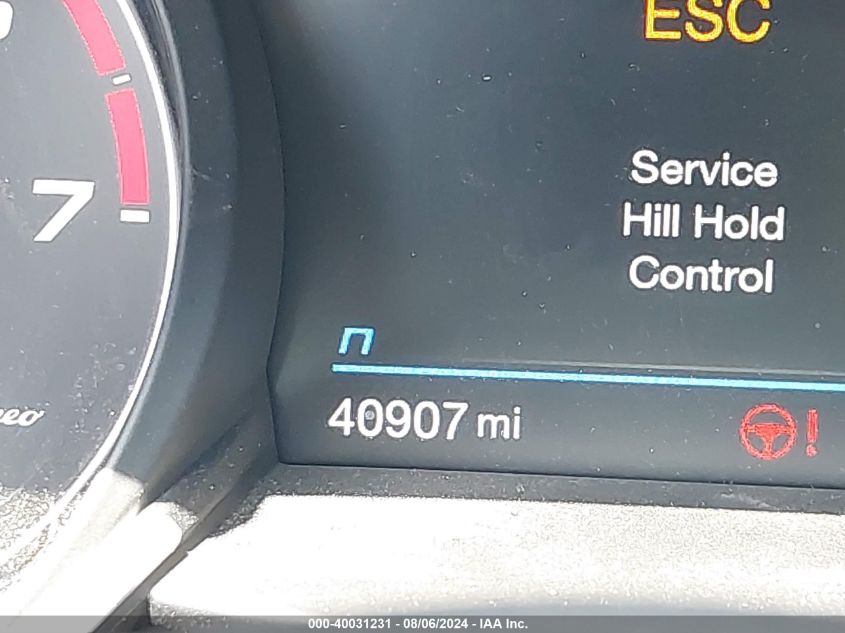 ESC
7
Service
Hill Hold
Control
n
40907 mi
!
000-40031231 - 08/06/2024 - IAA Inc.